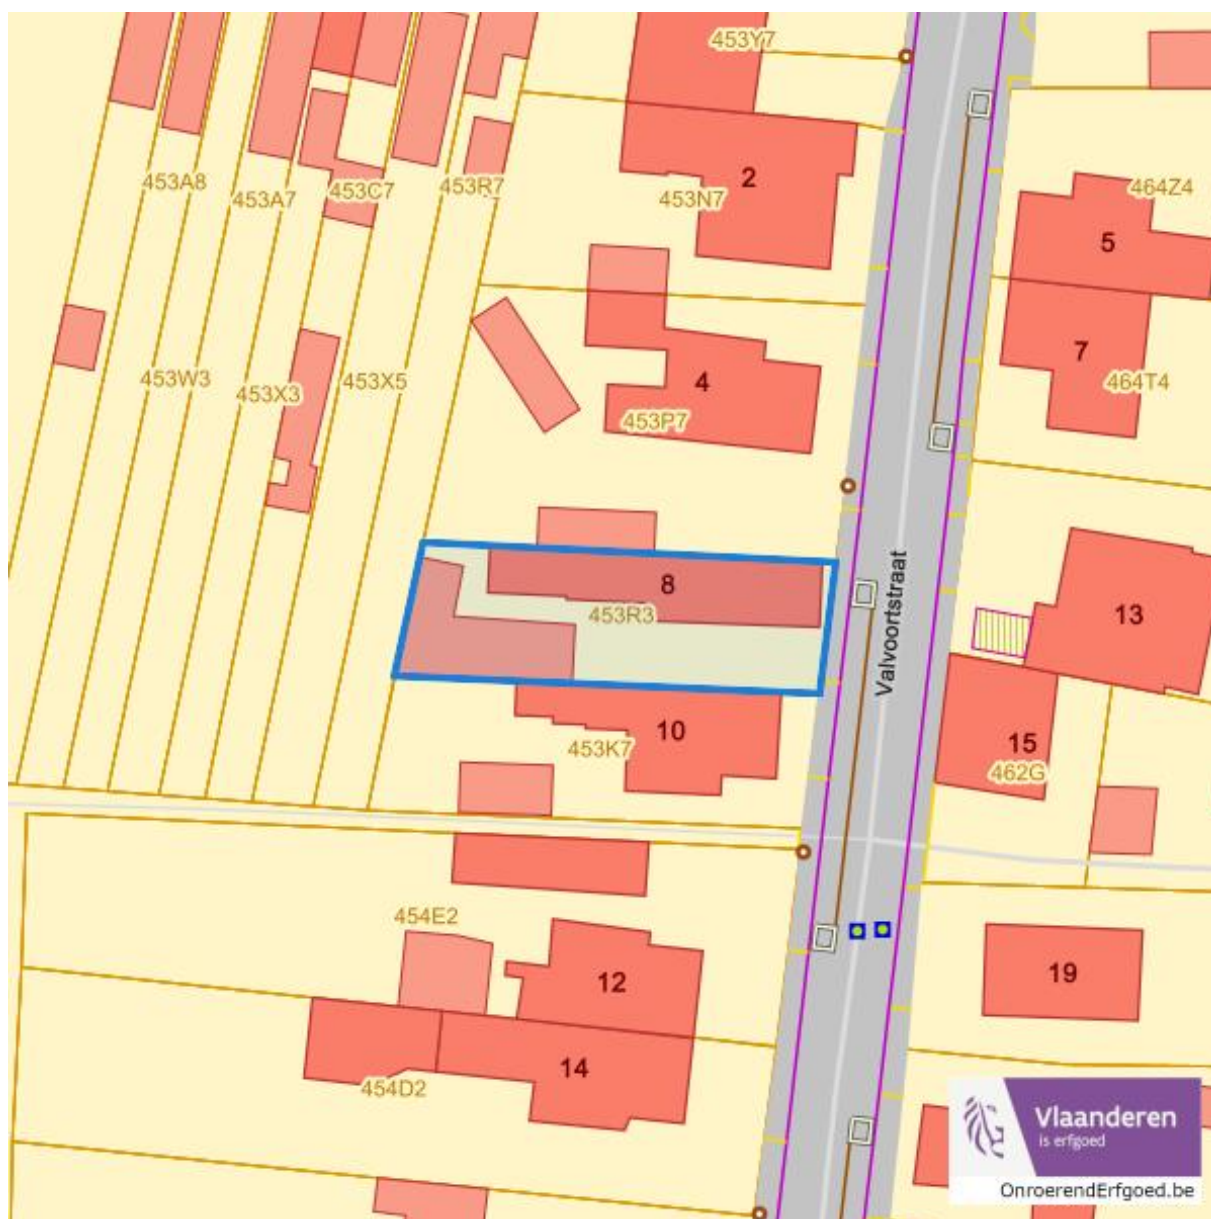 453Y7
2
453A8
453A7
453C7
453R7
453N7
464Z4
5
7
464T4
453W3
453X3
453X5
4
453P7
8
453R3
Valvoortstraat
13
10
453K7
15
462G
454E2
12
19
14
454D2
Vlaanderen
is erfgoed
OnroerendErfgoed.be